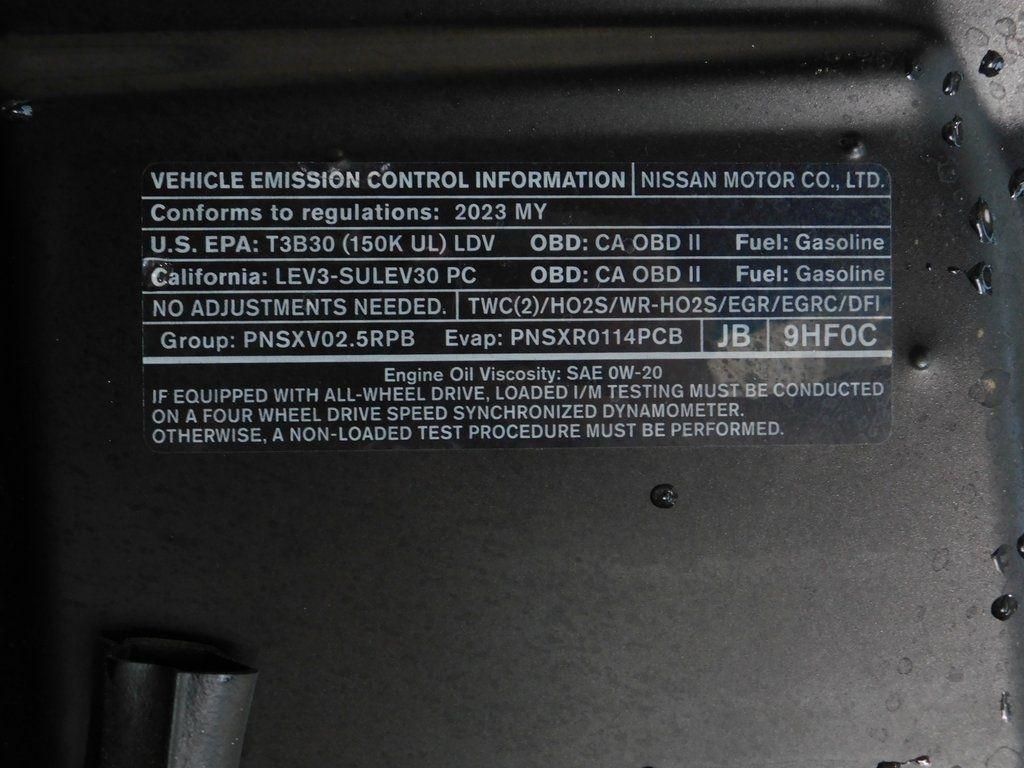 VEHICLE EMISSION CONTROL INFORMATION NISSAN MOTOR CO., LTD.
Conforms to regulations: 2023 MY
U.S. EPA: T3B30 (150K UL) LDV OBD: CA OBD II Fuel: Gasoline
California: LEV3-SULEV30 PC OBD: CA OBD II Fuel: Gasoline
NO ADJUSTMENTS NEEDED. TWC(2)/HO2S/WR-HO2S/EGR/EGRC/DFI
Group: PNSXV02.5RPB Evap: PNSXR0114PCB JB 9HF0C
Engine Oil Viscosity: SAE 0W-20
IF EQUIPPED WITH ALL-WHEEL DRIVE, LOADED I/M TESTING MUST BE CONDUCTED
ON A FOUR WHEEL DRIVE SPEED SYNCHRONIZED DYNAMOMETER.
OTHERWISE, A NON-LOADED TEST PROCEDURE MUST BE PERFORMED.